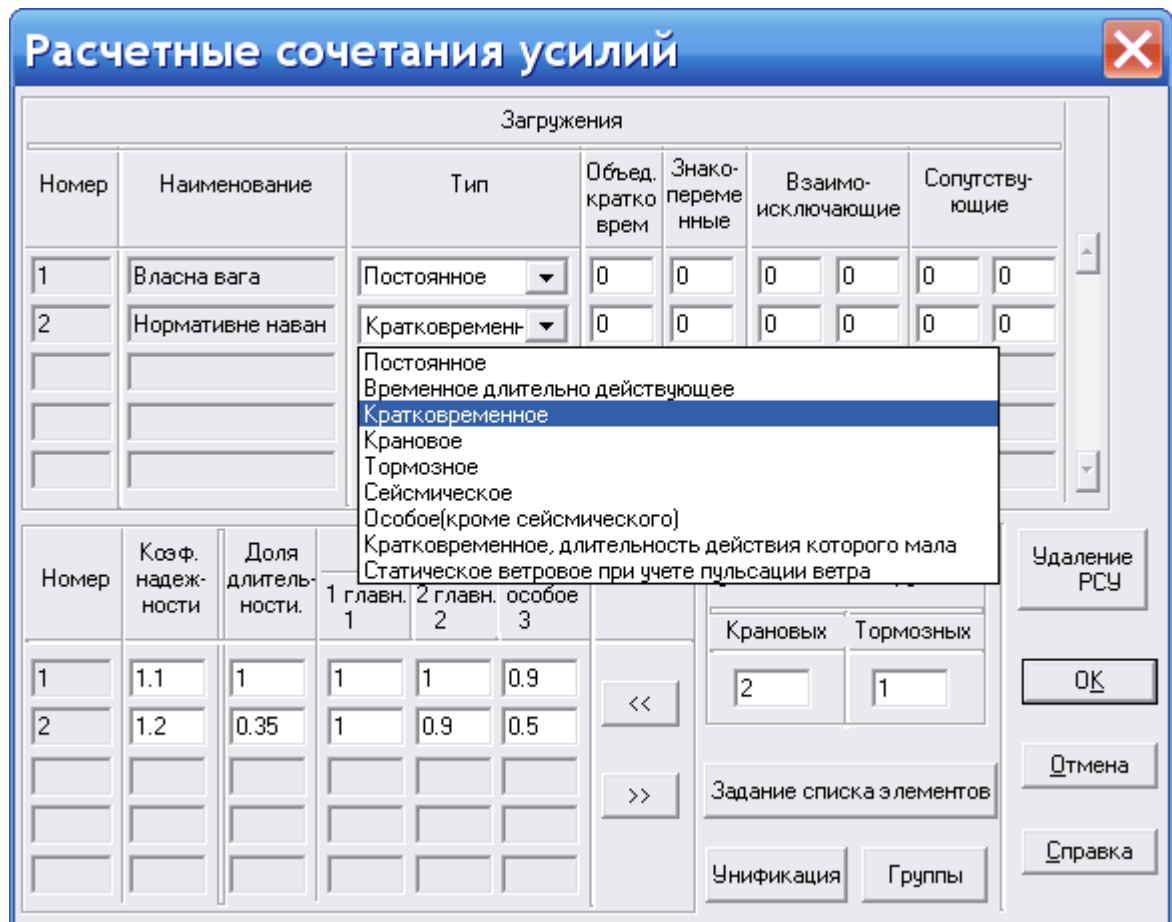 Расчетные сочетания усилий
Загружения
Номер Наименование Тип Объед. кратко врем Знако- переме нные Взаимо- исключающие Сопутству- ющие
1 Власна вага Постоянное 0 0 0 0 0 0
2 Нормативне наван Кратковременн 0 0 0 0 0 0
Постоянное
Временное длительно действующее
Кратковременное
Крановое
Тормозное
Сейсмическое
Особое(кроме сейсмического)
Кратковременное, длительность действия которого мала
Статическое ветровое при учете пульсации ветра
Номер Коэф. надеж- ности Доля длитель- ности. 1 главн. 1 2 главн. 2 особое 3
1 1.1 1 1 1 0.9
2 1.2 0.35 1 0.9 0.5
<<
>>
Крановых Тормозных
2 1
Задание списка элементов
Унификация Группы
Удаление РСУ
OK
Отмена
Справка